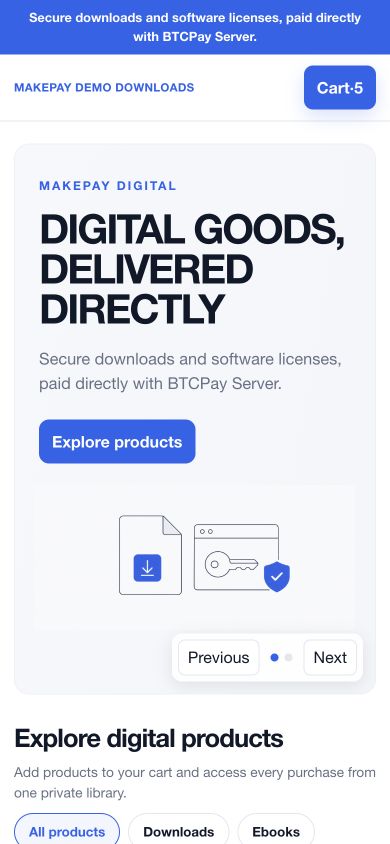 Secure downloads and software licenses, paid directly
with BTCPay Server.
MAKEPAY DEMO DOWNLOADS
Cart·5
MAKEPAY DIGITAL
DIGITAL GOODS,
DELIVERED
DIRECTLY
Secure downloads and software licenses,
paid directly with BTCPay Server.
Explore products
Previous
Next
Explore digital products
Add products to your cart and access every purchase from
one private library.
All products
Downloads
Ebooks